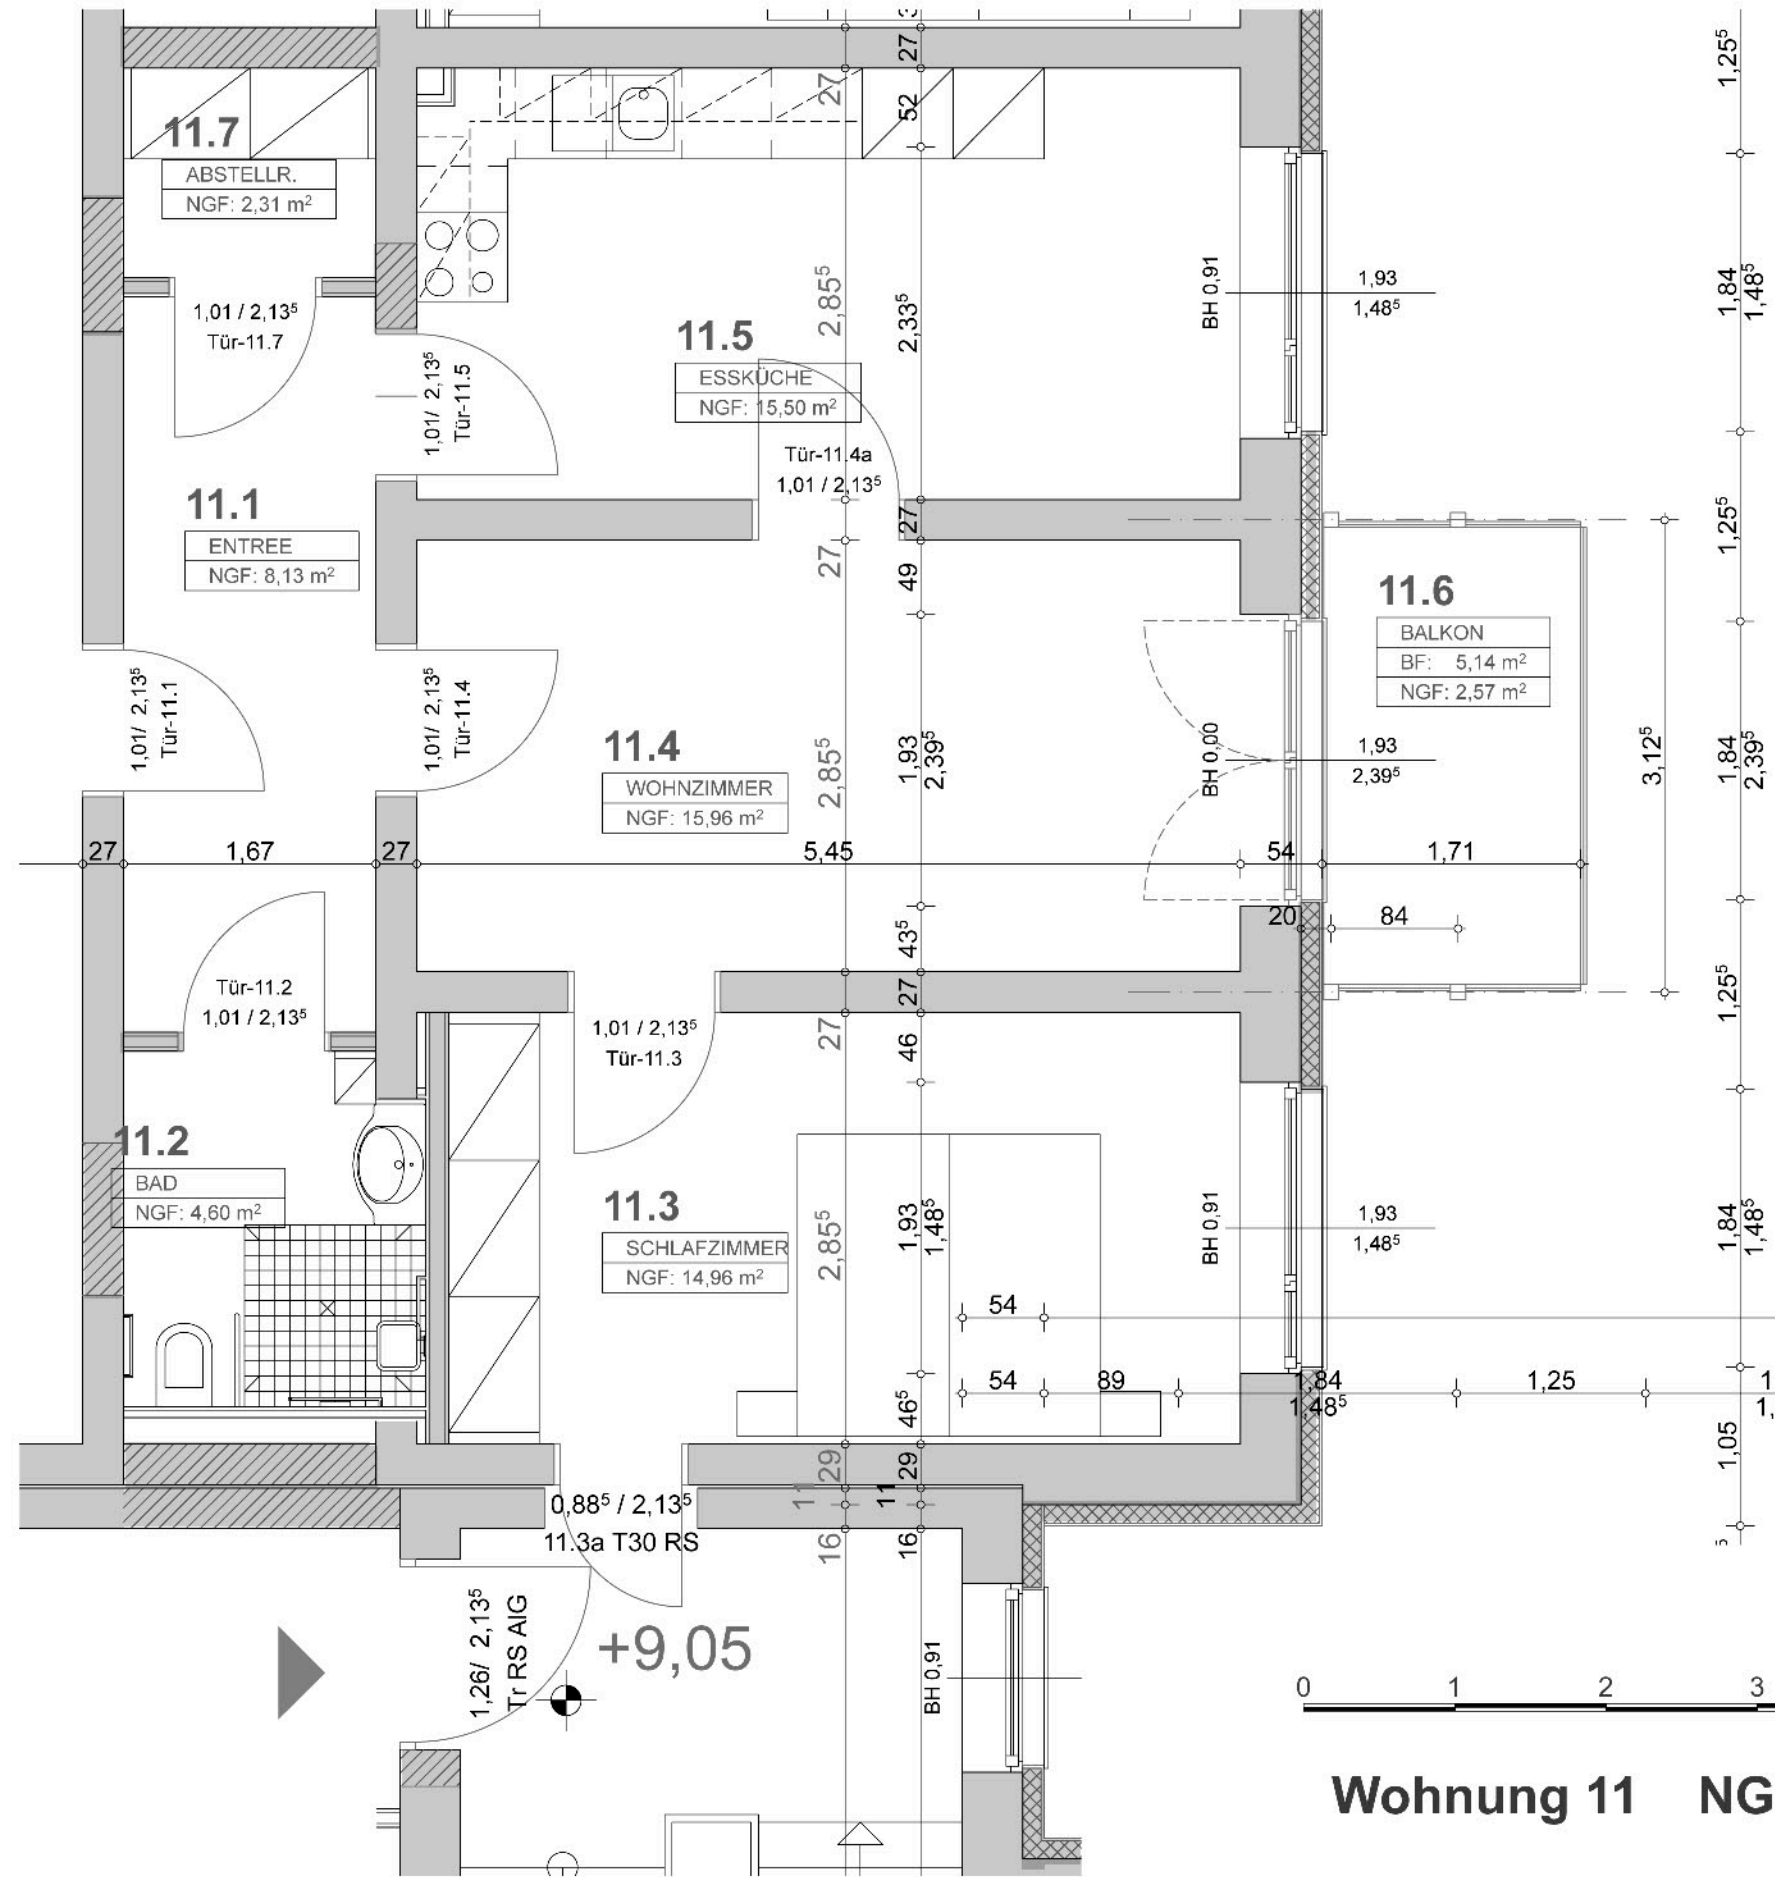 11.7
ABSTELLR.
NGF: 2,31 m²
1,01 / 2,13⁵
Tür-11.7
1,01/ 2,13⁵
Tür-11.5
11.5
ESSKÜCHE
NGF: 15,50 m²
Tür-11.4a
1,01 / 2,13⁵
27
27
52
2,85⁵
2,33⁵
BH 0,91
1,93
1,48⁵
1,25⁵
1,84
1,48⁵
1,25⁵
11.1
ENTREE
NGF: 8,13 m²
1,01/ 2,13⁵
Tür-11.1
1,01/ 2,13⁵
Tür-11.4
11.4
WOHNZIMMER
NGF: 15,96 m²
27
27
49
2,85⁵
1,93
2,39⁵
BH 0,00
1,93
2,39⁵
11.6
BALKON
BF: 5,14 m²
NGF: 2,57 m²
3,12⁵
1,84
2,39⁵
27
1,67
27
5,45
54
1,71
20
84
43⁵
27
27
46
1,25⁵
Tür-11.2
1,01 / 2,13⁵
1,01 / 2,13⁵
Tür-11.3
11.2
BAD
NGF: 4,60 m²
11.3
SCHLAFZIMMER
NGF: 14,96 m²
2,85⁵
1,93
1,48⁵
BH 0,91
1,93
1,48⁵
1,84
1,48⁵
54
54
89
1,84
1,48⁵
1,25
1
1,
46⁵
1,05
29
29
11
11
16
16
0,88⁵ / 2,13⁵
11.3a T30 RS
1,26/ 2,13⁵
Tr RS AIG
+9,05
BH 0,91
0 1 2 3
Wohnung 11 NG